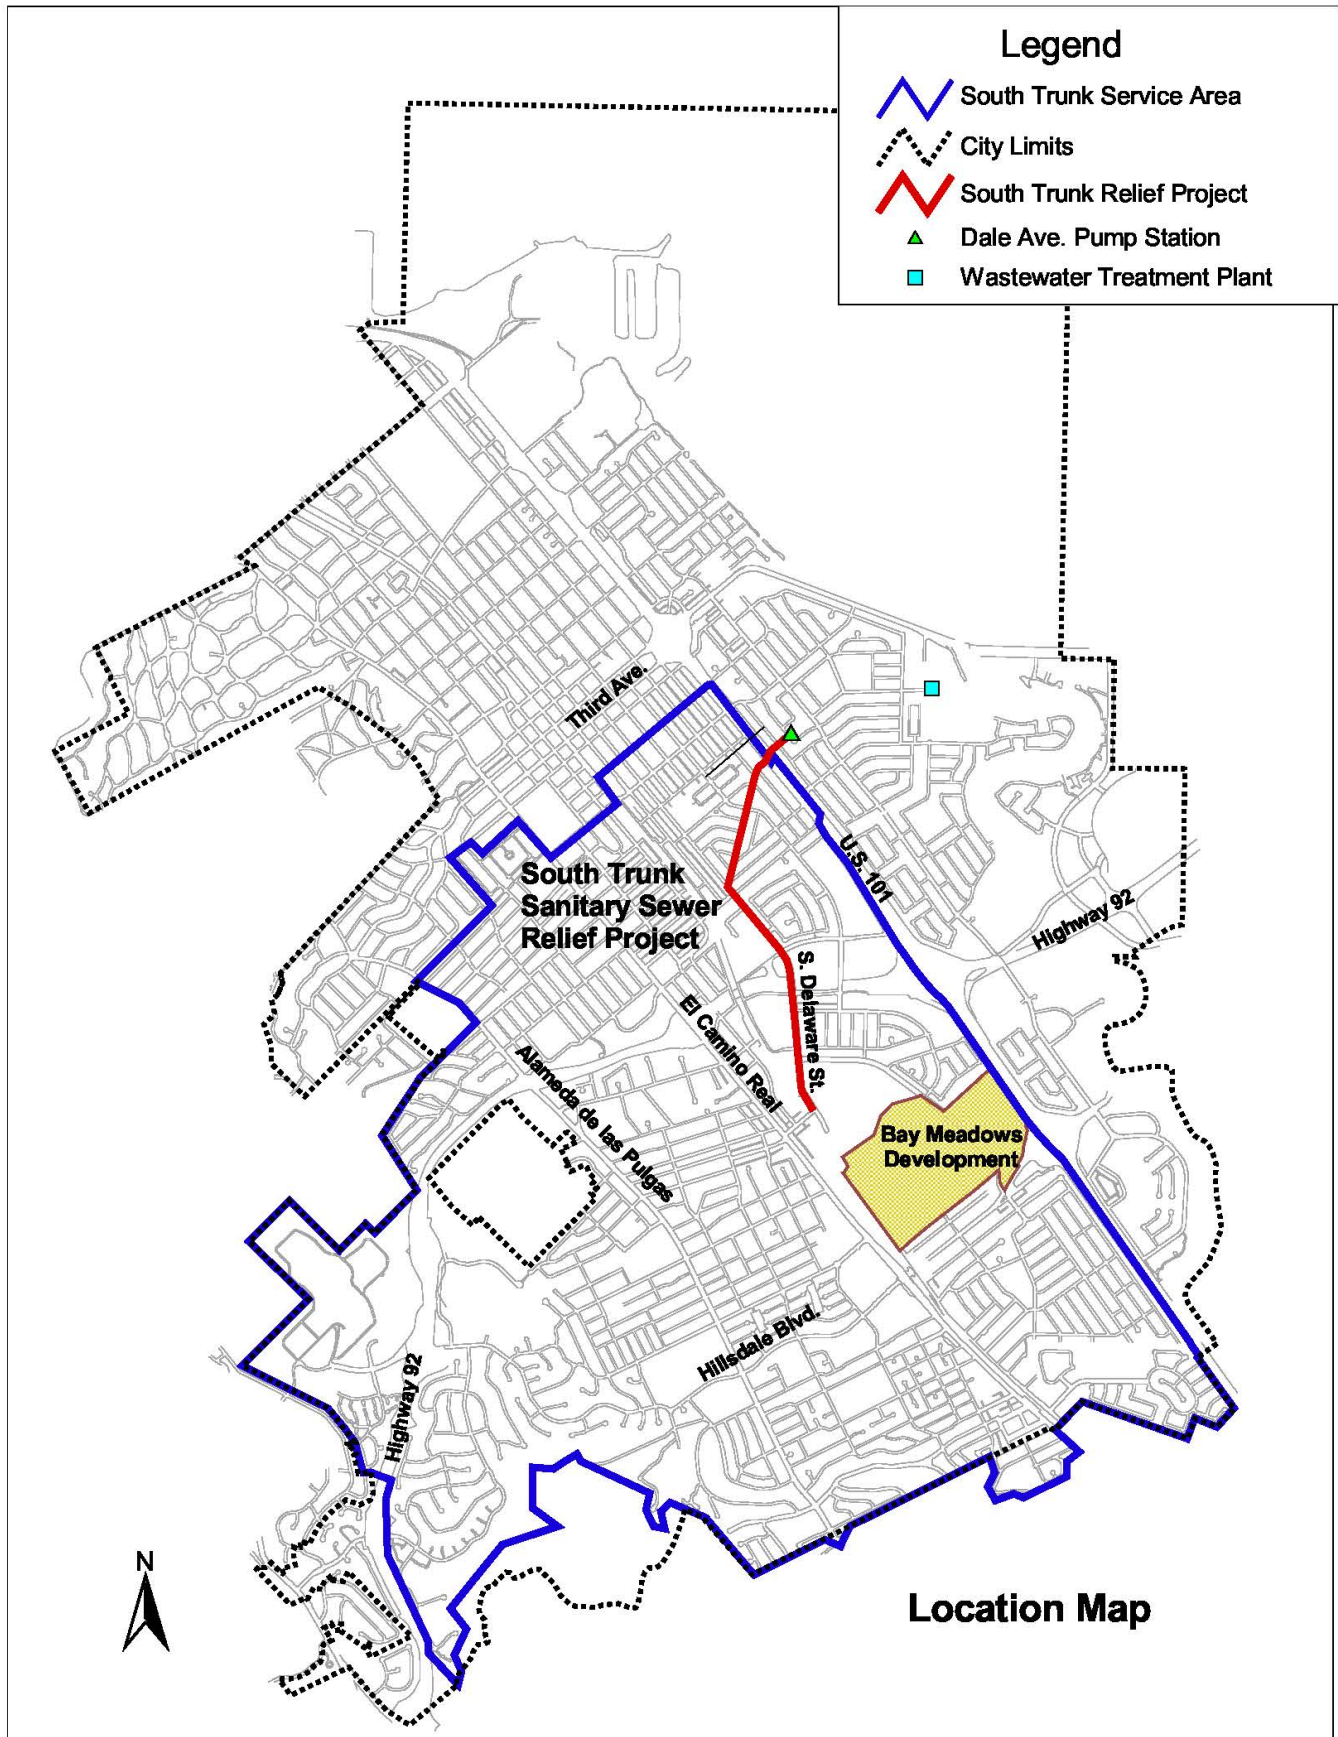 Legend
South Trunk Service Area
City Limits
South Trunk Relief Project
Dale Ave. Pump Station
Wastewater Treatment Plant
Third Ave.
U.S. 101
South Trunk
Sanitary Sewer
Relief Project
Highway 92
S. Delaware St.
El Camino Real
Alameda de las Pulgas
Bay Meadows
Development
Hillsdale Blvd.
Highway 92
N
Location Map